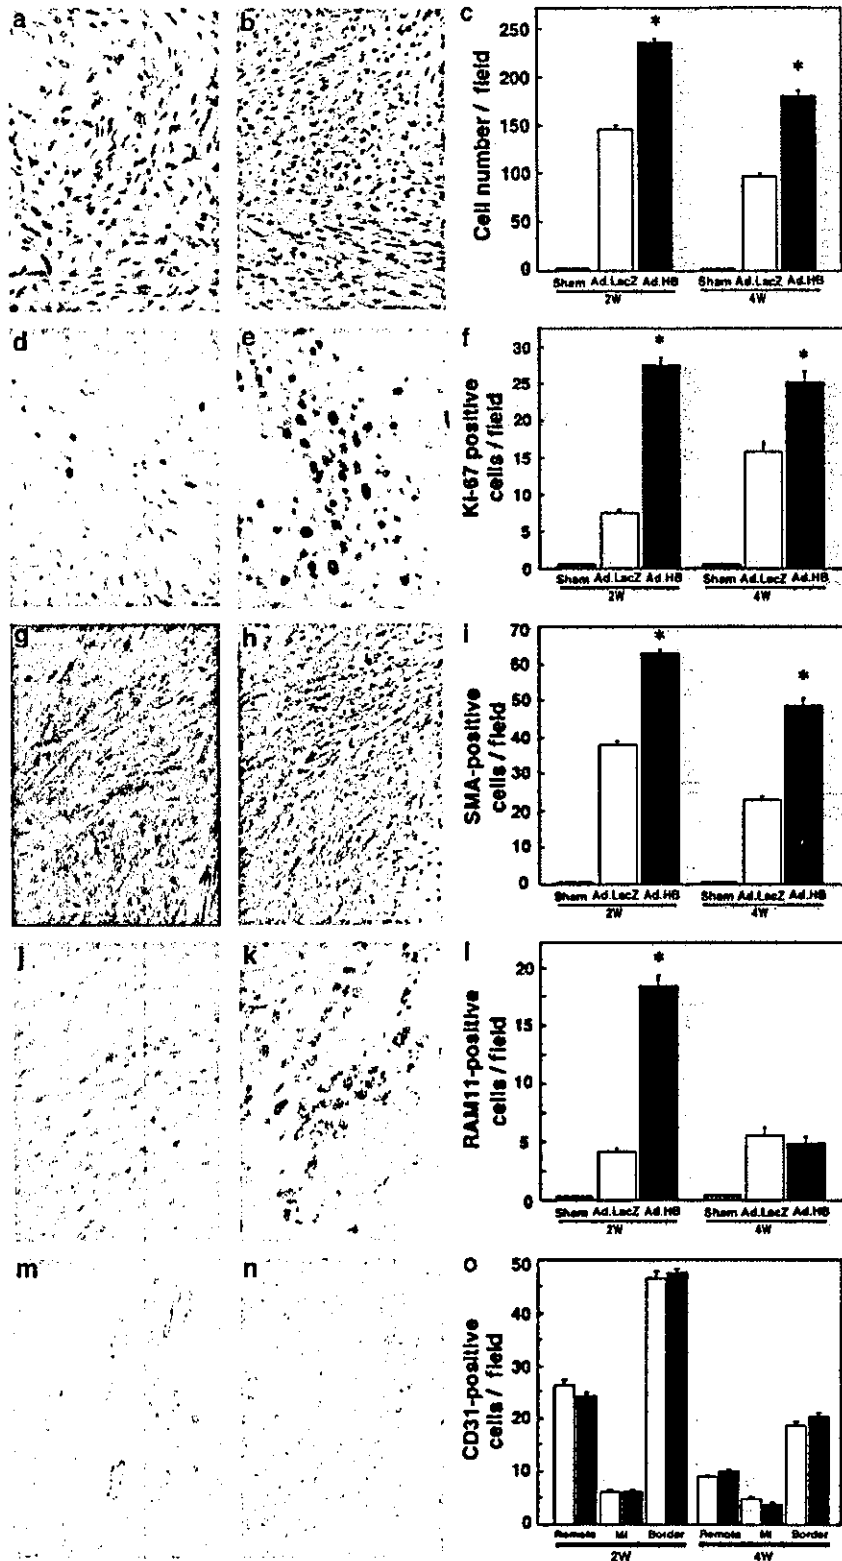 a
b
c
Cell number / field
250
200
150
100
50
0
Sham Ad.LacZ Ad.HB Sham Ad.LacZ Ad.HB
2W 4W
d
e
f
Ki-67 positive
cells / field
30
25
20
15
10
5
0
Sham Ad.LacZ Ad.HB Sham Ad.LacZ Ad.HB
2W 4W
g
h
i
SMA-positive
cells / field
70
60
50
40
30
20
10
0
Sham Ad.LacZ Ad.HB Sham Ad.LacZ Ad.HB
2W 4W
j
k
l
RAM11-positive
cells / field
20
15
5
0
Sham Ad.LacZ Ad.HB Sham Ad.LacZ Ad.HB
2W 4W
m
n
o
CD31-positive
cells / field
50
40
30
20
10
0
Remote MI Border Remote MI Border
2W 4W